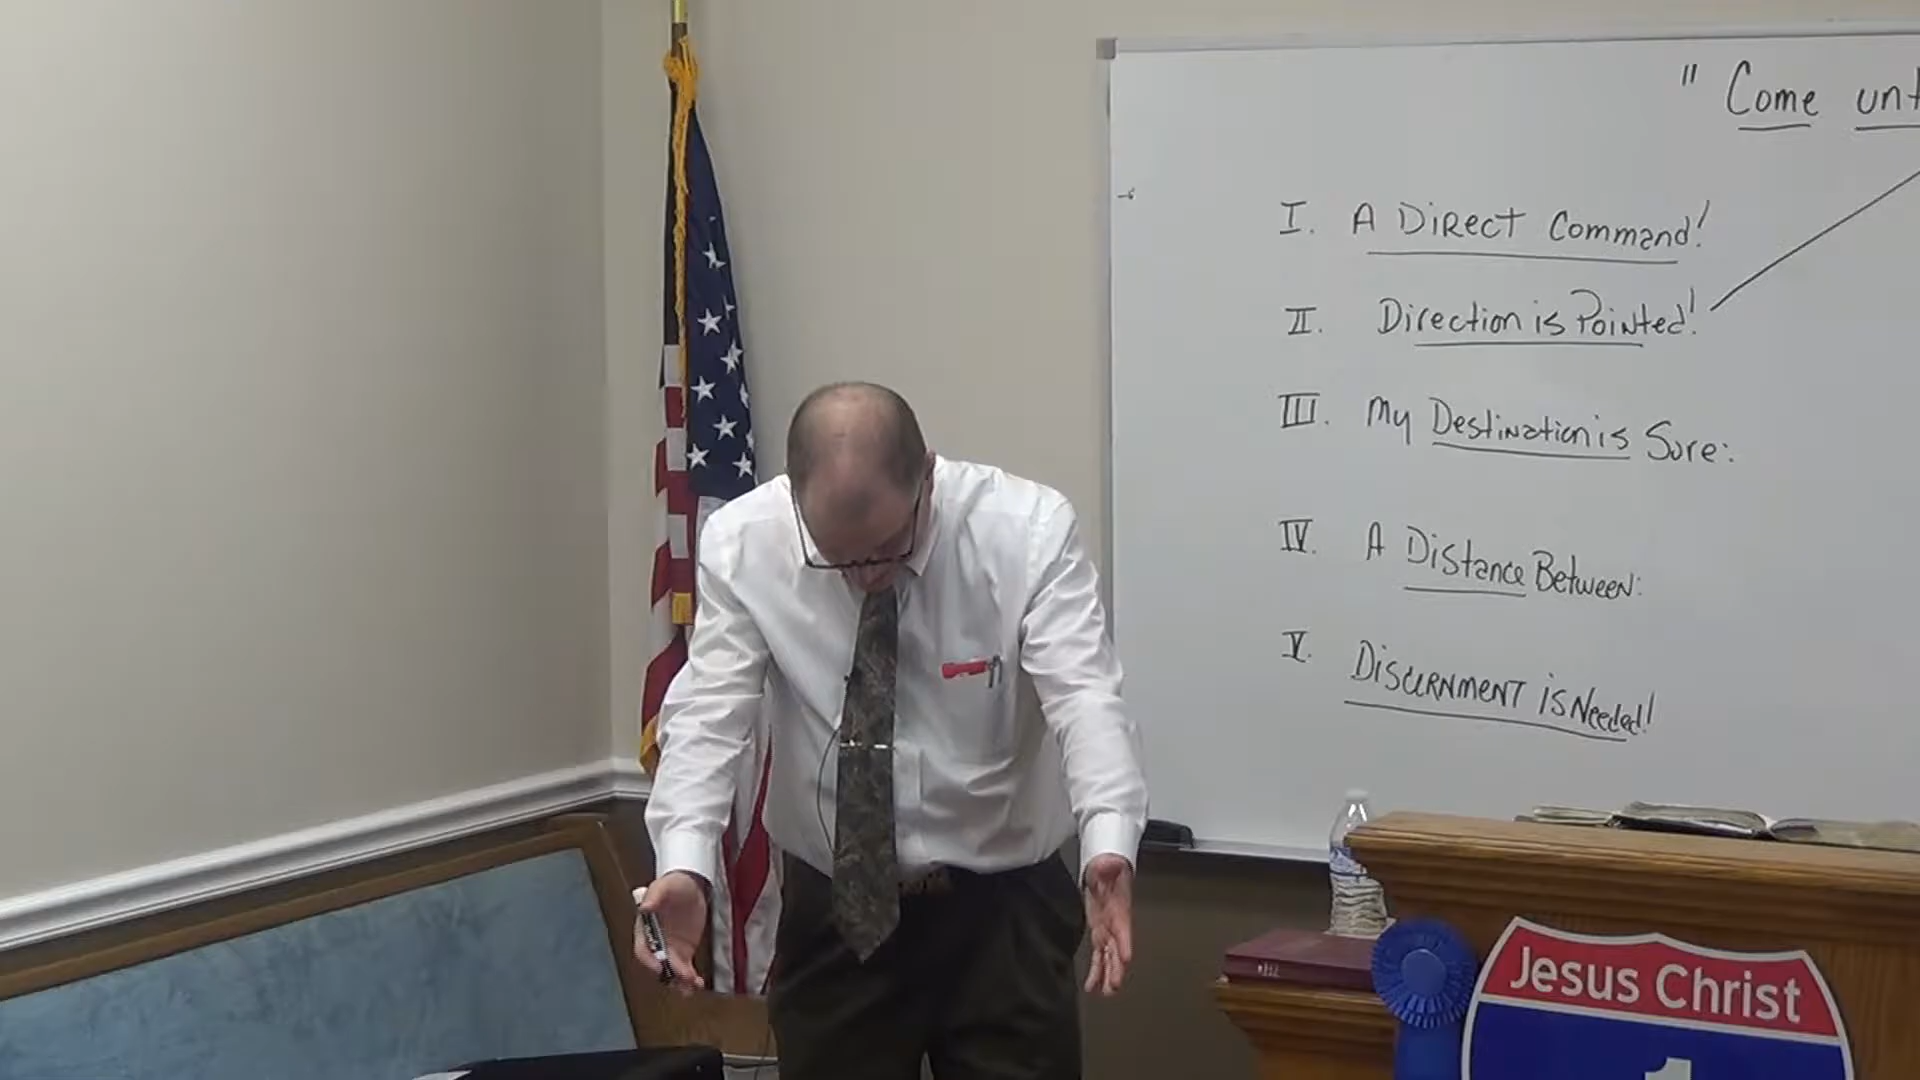 " Come unt
I. A Direct Command!
II. Direction is Pointed!
III. My Destination is Sure:
IV. A Distance Between:
V. Discernment is Needed!
Jesus Christ
1